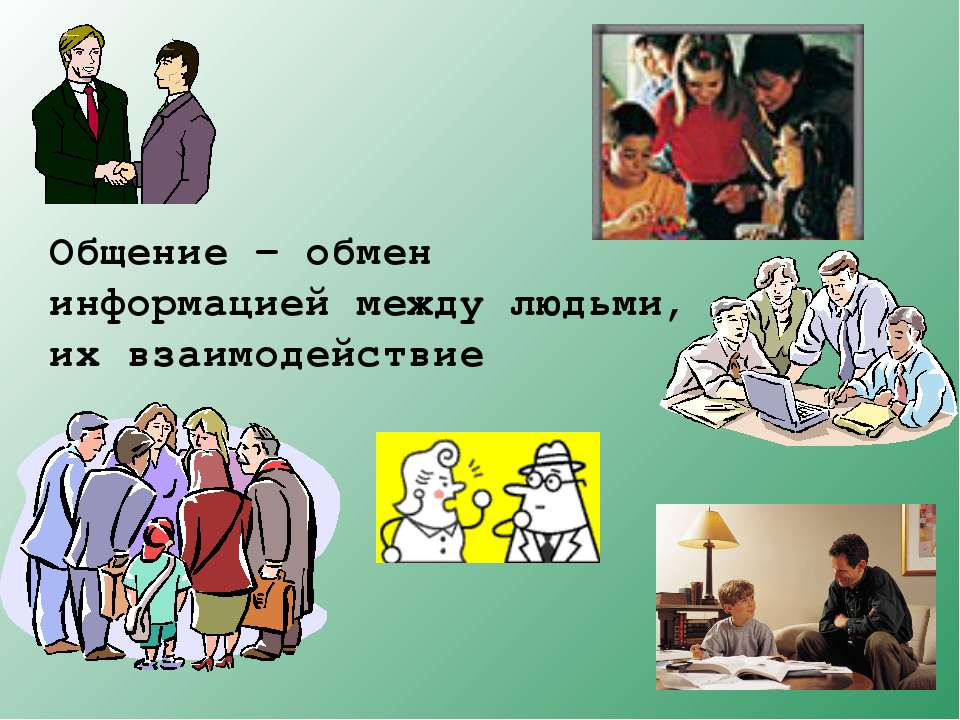 Общение – обмен
информацией между людьми,
их взаимодействие